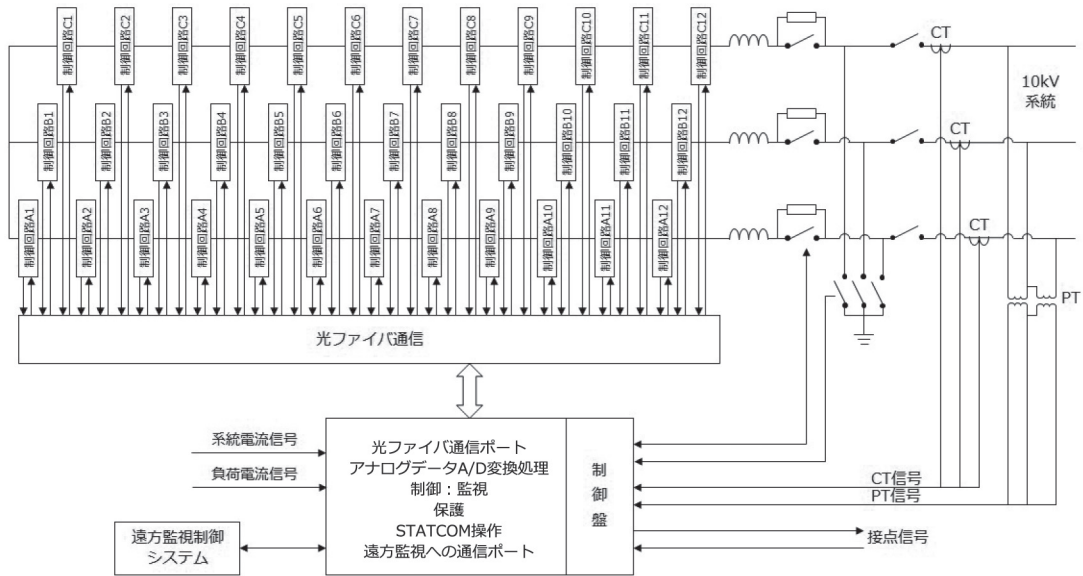 制御回路C1
制御回路C2
制御回路C3
制御回路C4
制御回路C5
制御回路C6
制御回路C7
制御回路C8
制御回路C9
制御回路C10
制御回路C11
制御回路C12
CT
10kV
系統
制御回路B1
制御回路B2
制御回路B3
制御回路B4
制御回路B5
制御回路B6
制御回路B7
制御回路B8
制御回路B9
制御回路B10
制御回路B11
制御回路B12
CT
制御回路A1
制御回路A2
制御回路A3
制御回路A4
制御回路A5
制御回路A6
制御回路A7
制御回路A8
制御回路A9
制御回路A10
制御回路A11
制御回路A12
CT
PT
光ファイバ通信
系統電流信号
負荷電流信号
遠方監視制御
システム
光ファイバ通信ポート
アナログデータA/D変換処理
制御：監視
保護
STATCOM操作
遠方監視への通信ポート
制御盤
CT信号
PT信号
接点信号